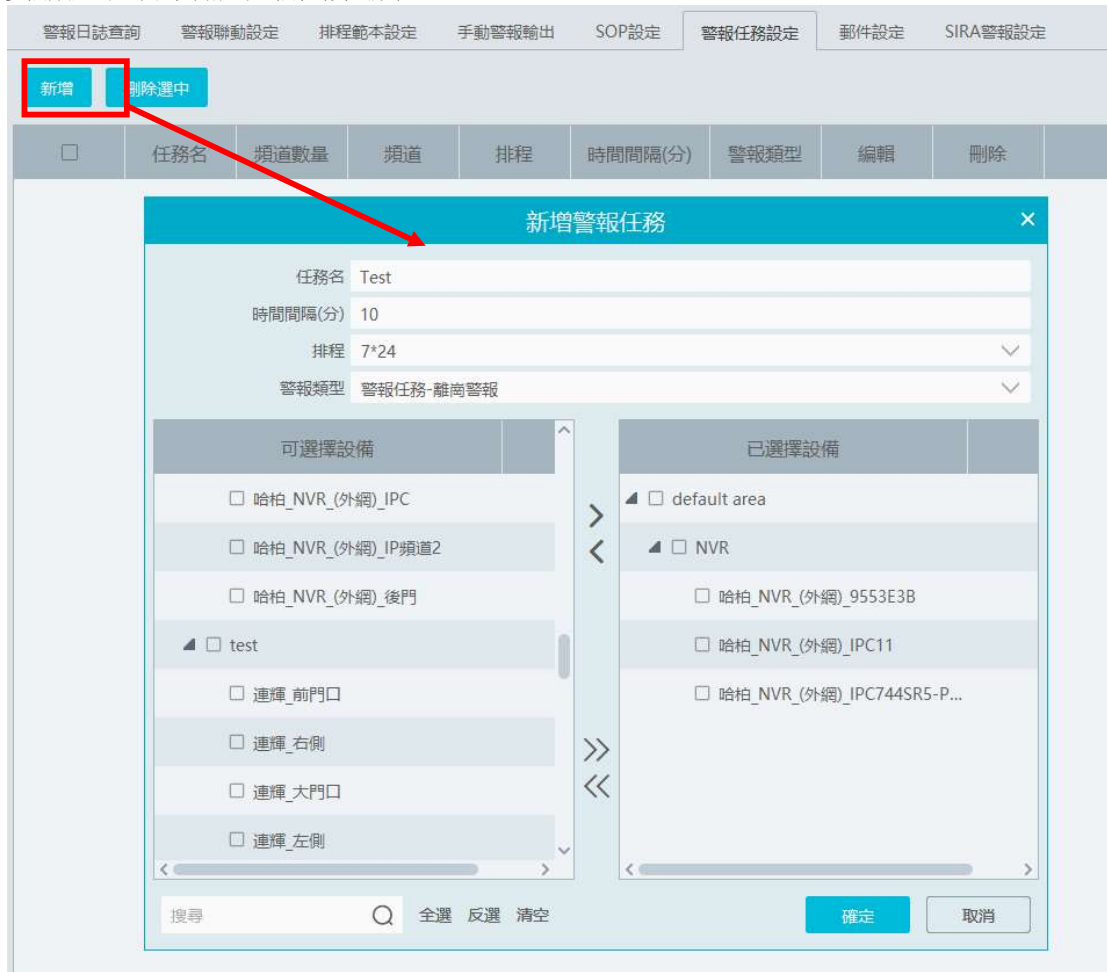 警報日誌查詢 警報聯動設定 排程範本設定 手動警報輸出 SOP設定 警報任務設定 郵件設定 SIRA警報設定
新增 刪除選中
任務名 頻道數量 頻道 排程 時間間隔(分) 警報類型 編輯 刪除
新增警報任務
任務名 Test
時間間隔(分) 10
排程 7*24
警報類型 警報任務-離崗警報
可選擇設備 已選擇設備
哈柏_NVR_(外網)_IPC default area
哈柏_NVR_(外網)_IP頻道2 NVR
哈柏_NVR_(外網)_後門 哈柏_NVR_(外網)_9553E3B
test 哈柏_NVR_(外網)_IPC11
連輝_前門口 哈柏_NVR_(外網)_IPC744SR5-P...
連輝_右側
連輝_大門口
連輝_左側
搜尋 全選 反選 清空 確定 取消